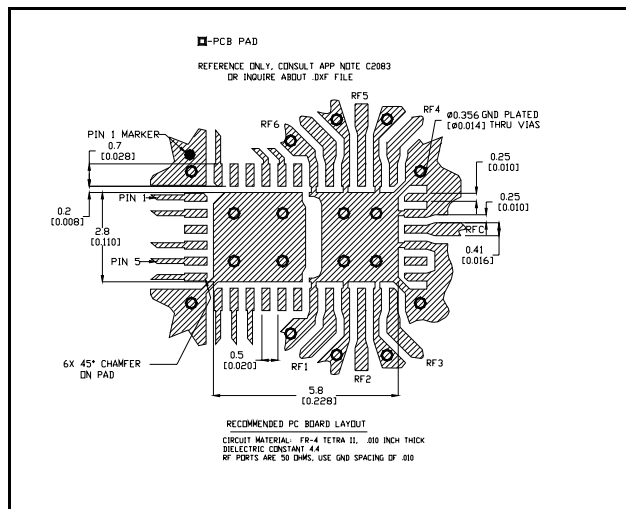 -PCB PAD
REFERENCE ONLY, CONSULT APP NOTE C2083
OR INQUIRE ABOUT .DXF FILE
RF5
RF6
RF4
Ø0.356 GND PLATED
[Ø0.014] THRU VIAS
PIN 1 MARKER
0.7
[0.028]
0.25
[0.010]
PIN 1
0.2
[0.008]
0.25
[0.010]
2.8
[0.110]
RFC
0.41
[0.016]
PIN 5
6X 45° CHAMFER
ON PAD
0.5
[0.020]
RF1
RF2
RF3
5.8
[0.228]
RECOMMENDED PC BOARD LAYOUT
CIRCUIT MATERIAL: FR-4 TETRA II, .010 INCH THICK
DIELECTRIC CONSTANT 4.4
RF PORTS ARE 50 OHMS, USE GND SPACING OF .010